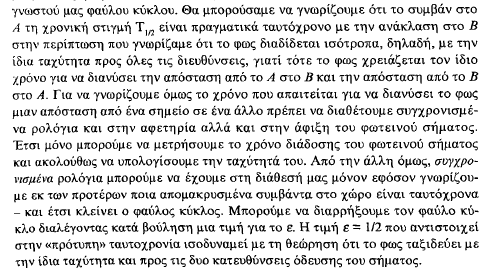 γνωστού μας φαύλου κύκλου. Θα μπορούσαμε να γνωρίζουμε ότι το συμβάν στο
A τη χρονική στιγμή T1/2 είναι πραγματικά ταυτόχρονο με την ανάκλαση στο B
στην περίπτωση που γνωρίζαμε ότι το φως διαδίδεται ισότροπα, δηλαδή, με την
ίδια ταχύτητα προς όλες τις διευθύνσεις, γιατί τότε το φως χρειάζεται τον ίδιο
χρόνο για να διανύσει την απόσταση από το A στο B και την απόσταση από το B
στο A. Για να γνωρίζουμε όμως το χρόνο που απαιτείται για να διανύσει το φως
μιαν απόσταση από ένα σημείο σε ένα άλλο πρέπει να διαθέτουμε συγχρονισμέ-
να ρολόγια και στην αφετηρία αλλά και στην άφιξη του φωτεινού σήματος.
Έτσι μόνο μπορούμε να μετρήσουμε το χρόνο διάδοσης του φωτεινού σήματος
και ακολούθως να υπολογίσουμε την ταχύτητά του. Από την άλλη όμως, συγχρο-
νισμένα ρολόγια μπορούμε να έχουμε στη διάθεσή μας μόνον εφόσον γνωρίζου-
με εκ των προτέρων ποια απομακρυσμένα συμβάντα στο χώρο είναι ταυτόχρονα
– και έτσι κλείνει ο φαύλος κύκλος. Μπορούμε να διαρρήξουμε τον φαύλο κύ-
κλο διαλέγοντας κατά βούληση μια τιμή για το ε. Η τιμή ε = 1/2 που αντιστοιχεί
στην «πρότυπη» ταυτοχρονία ισοδυναμεί με τη θεώρηση ότι το φως ταξιδεύει με
την ίδια ταχύτητα και προς τις δυο κατευθύνσεις όδευσης του σήματος.